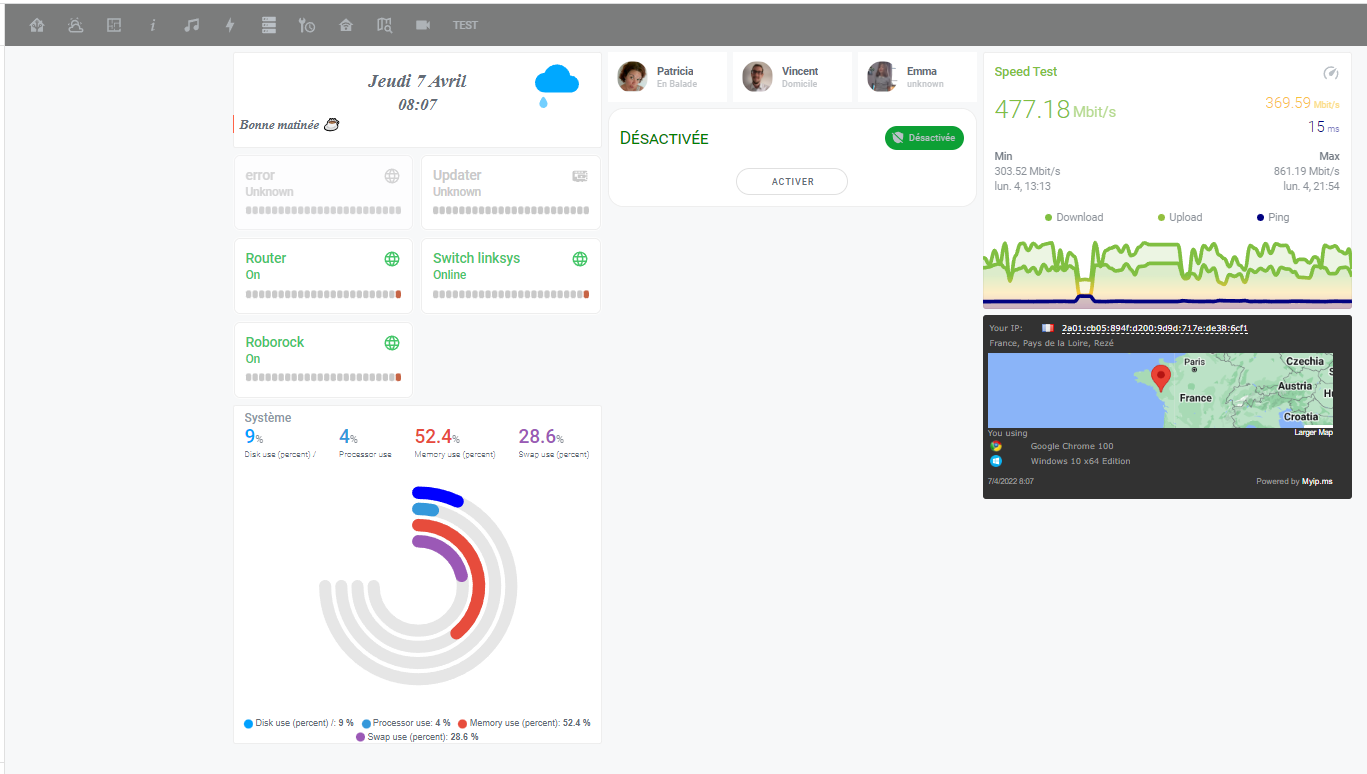 i
TEST
Jeudi 7 Avril
08:07
Bonne matinée
error
Unknown
Updater
Unknown
Router
On
Switch linksys
Online
Roborock
On
Système
9%
Disk use (percent) /
4%
Processor use
52.4%
Memory use (percent)
28.6%
Swap use (percent)
Disk use (percent) /: 9 %
Processor use: 4 %
Memory use (percent): 52.4 %
Swap use (percent): 28.6 %
Patricia
En Balade
Vincent
Domicile
Emma
unknown
DÉSACTIVÉE
Désactivée
ACTIVER
Speed Test
477.18 Mbit/s
369.59 Mbit/s
15 ms
Min
303.52 Mbit/s
lun. 4, 13:13
Max
861.19 Mbit/s
lun. 4, 21:54
Download
Upload
Ping
Your IP: 2a01:cb05:894f:d200:9d9d:717e:de38:6cf1
France, Pays de la Loire, Rezé
Paris
Czechia
Austria
France
Croatia
You using
Larger Map
Google Chrome 100
Windows 10 x64 Edition
7/4/2022 8:07
Powered by Myip.ms